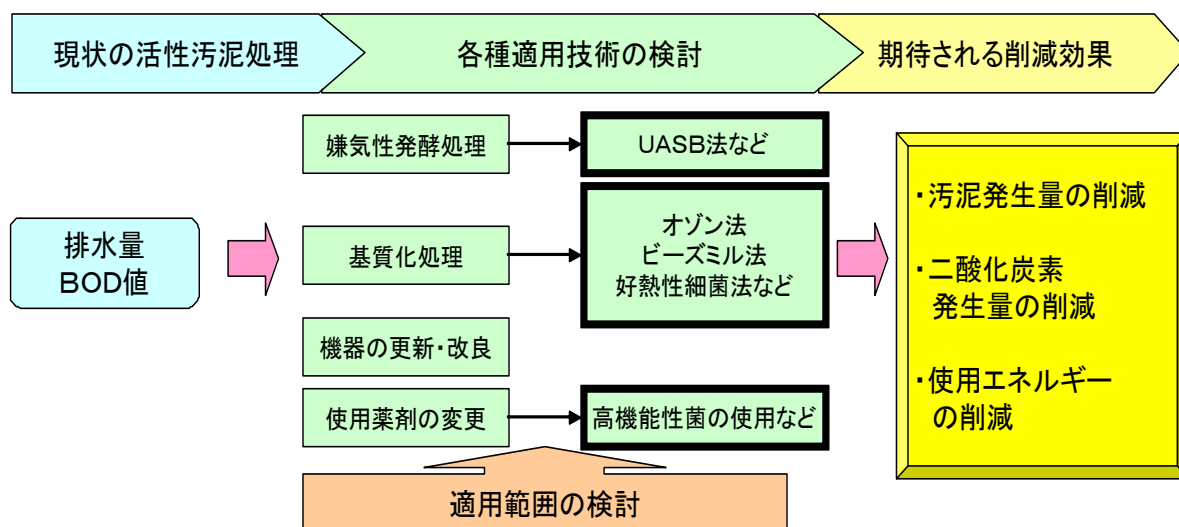 現状の活性汚泥処理
各種適用技術の検討
期待される削減効果
排水量
BOD値
嫌気性発酵処理
UASB法など
基質化処理
オゾン法
ビーズミル法
好熱性細菌法など
機器の更新・改良
使用薬剤の変更
高機能性菌の使用など
適用範囲の検討
・汚泥発生量の削減
・二酸化炭素
発生量の削減
・使用エネルギー
の削減